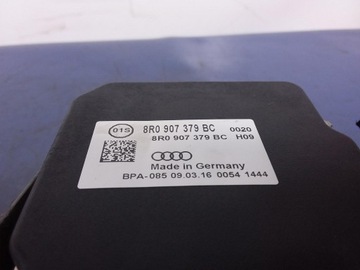 01S 8R0 907 379 BC 0020
8R0 907 379 BC H09
Made in Germany
BPA-085 09.03.16 0054 1444